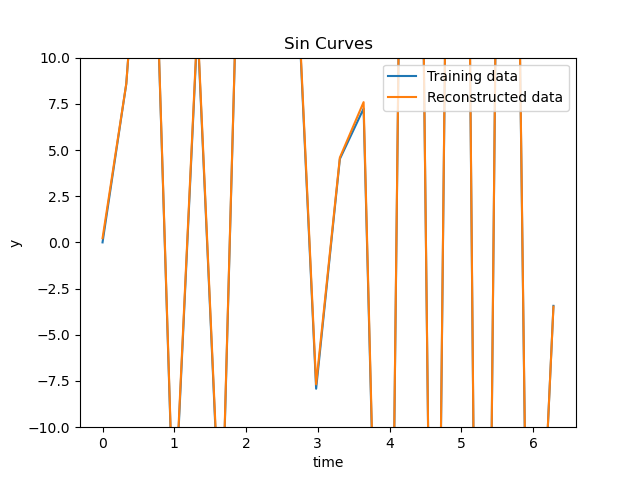 Sin Curves
Training data
Reconstructed data
10.0
7.5
5.0
2.5
0.0
−2.5
−5.0
−7.5
−10.0
y
0 1 2 3 4 5 6
time